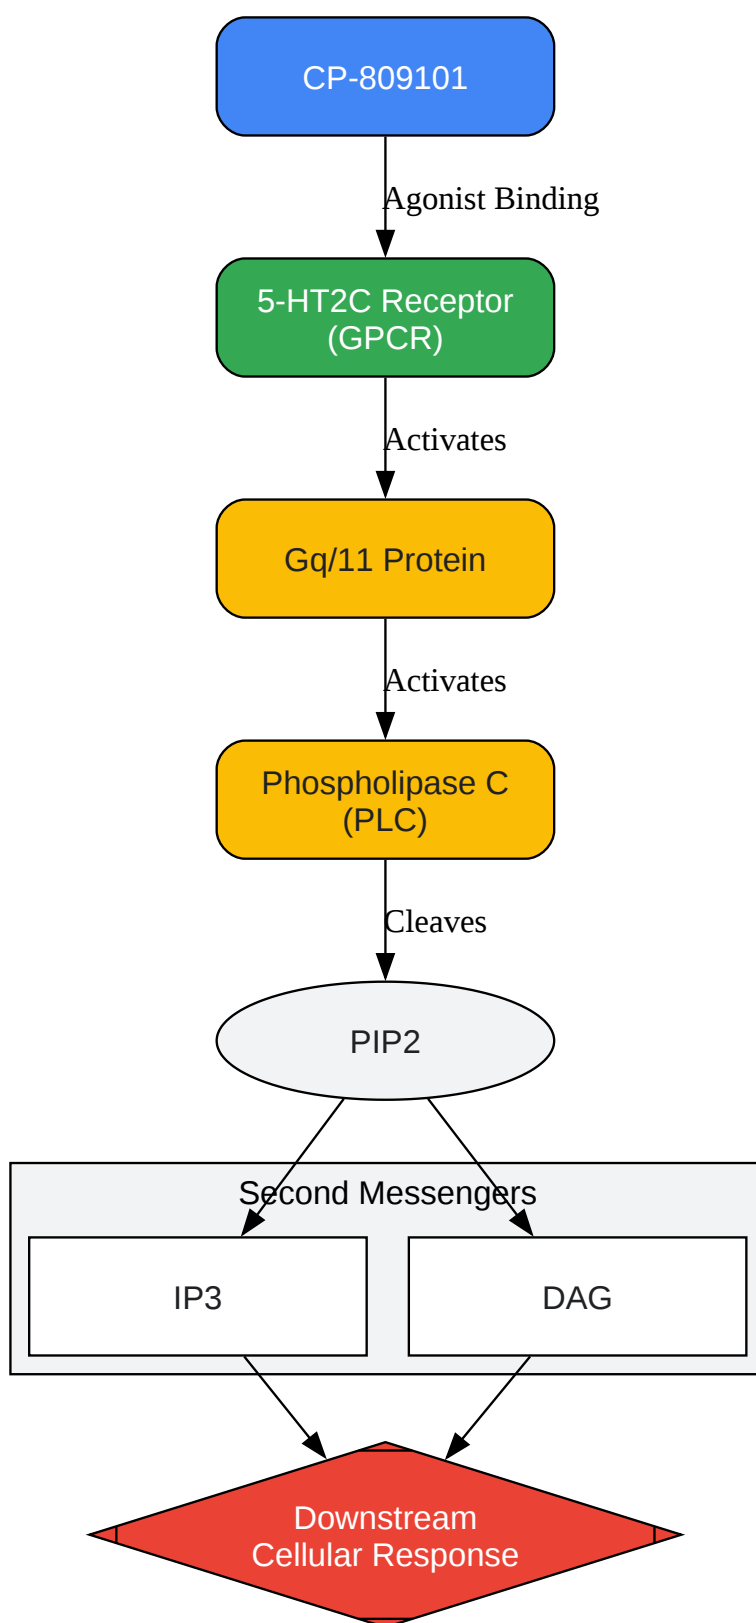 CP-809101
Agonist Binding
5-HT2C Receptor
(GPCR)
Activates
Gq/11 Protein
Activates
Phospholipase C
(PLC)
Cleaves
PIP2
Second Messengers
IP3
DAG
Downstream
Cellular Response